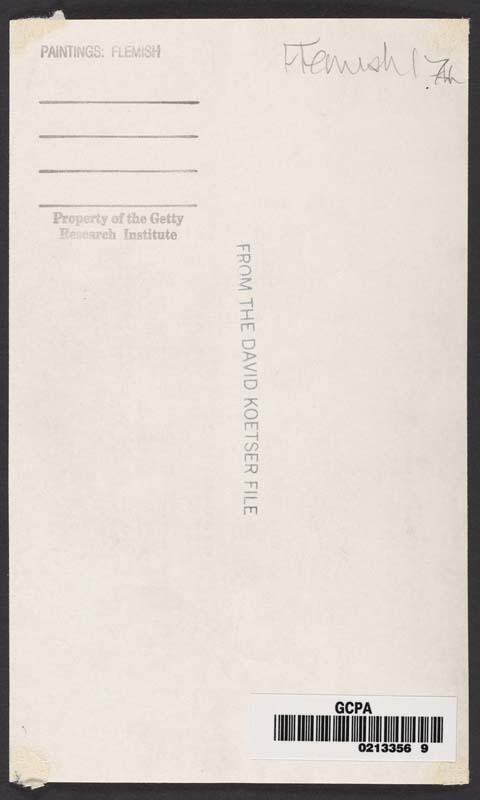 PAINTINGS: FLEMISH
Flemish 17th
Property of the Getty
Research Institute
FROM THE DAVID KOETSER FILE
GCPA
0213356 9